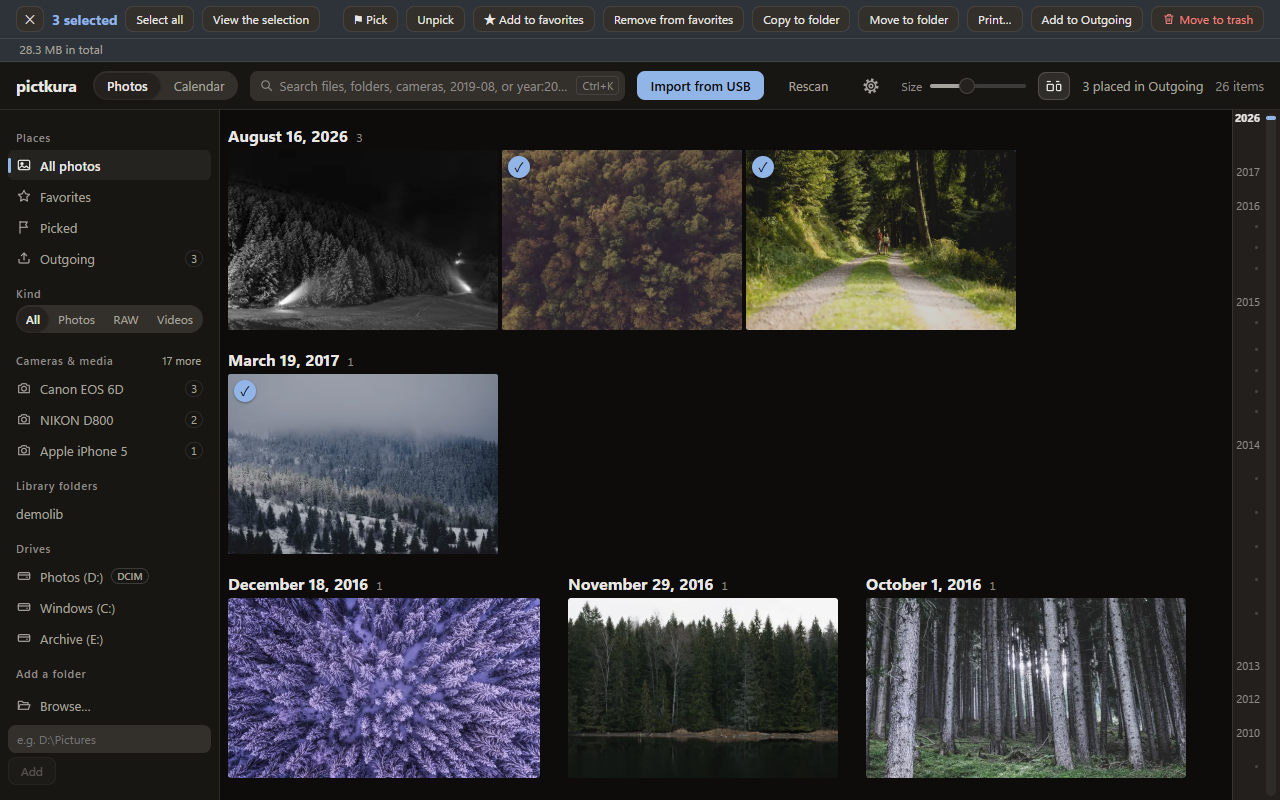 3 selected
Select all
View the selection
Pick
Unpick
★ Add to favorites
Remove from favorites
Copy to folder
Move to folder
Print...
Add to Outgoing
Move to trash
28.3 MB in total
pictkura
Photos
Calendar
Search files, folders, cameras, 2019-08, or year:20...
Ctrl+K
Import from USB
Rescan
Size
3 placed in Outgoing
26 items
Places
All photos
Favorites
Picked
Outgoing 3
Kind
All
Photos
RAW
Videos
Cameras & media 17 more
Canon EOS 6D 3
NIKON D800 2
Apple iPhone 5 1
Library folders
demolib
Drives
Photos (D:) DCIM
Windows (C:)
Archive (E:)
Add a folder
Browse...
e.g. D:\Pictures
Add
August 16, 2026 3
March 19, 2017 1
December 18, 2016 1
November 29, 2016 1
October 1, 2016 1
2026
2017
2016
2015
2014
2013
2012
2010